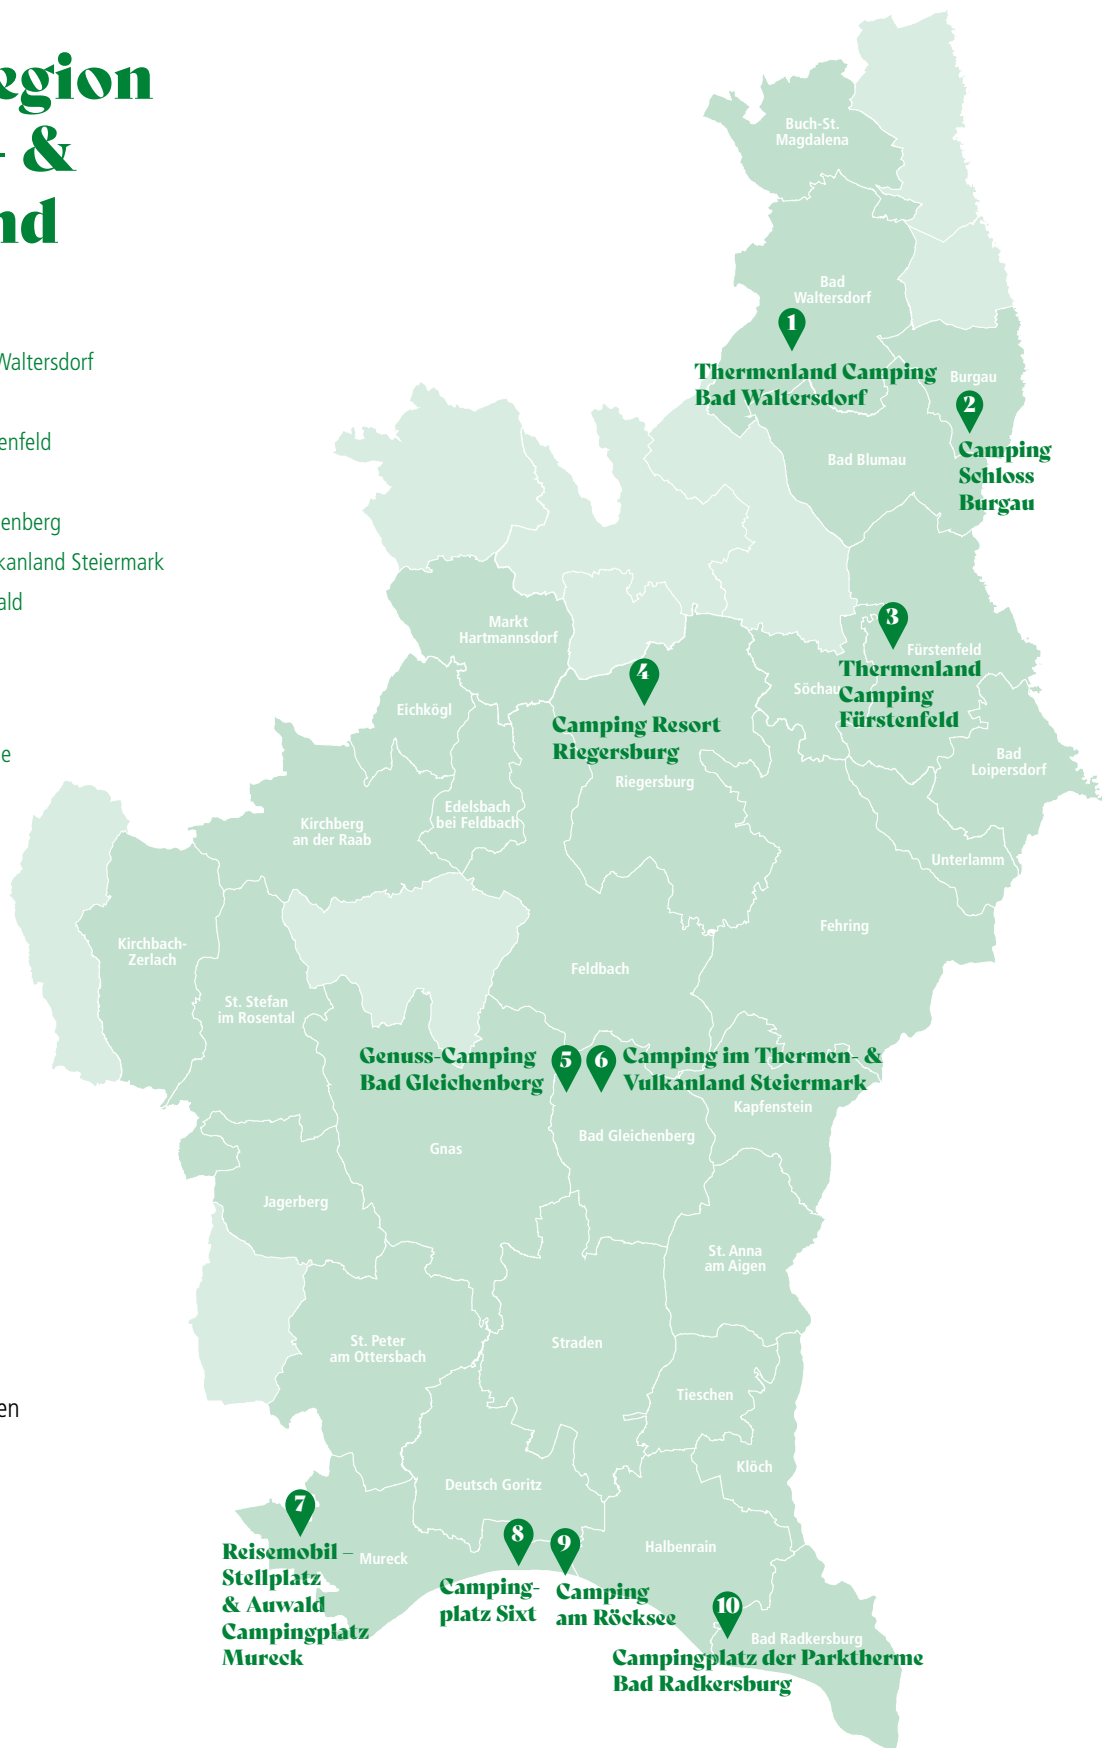 egion
- &
nd
Waltersdorf
enfeld
enberg
kanland Steiermark
ald
e
en
Buch-St.
Magdalena
Bad
Waltersdorf
1
Thermenland Camping
Bad Waltersdorf
Burgau
2
Camping
Schloss
Burgau
Bad Blumau
3
Fürstenfeld
Thermenland
Camping
Fürstenfeld
Söchau
Markt
Hartmannsdorf
4
Camping Resort
Riegersburg
Riegersburg
Eichkögl
Bad
Loipersdorf
Edelsbach
bei Feldbach
Kirchberg
an der Raab
Unterlamm
Fehring
Kirchbach-
Zerlach
Feldbach
St. Stefan
im Rosental
Genuss-Camping
Bad Gleichenberg
5
6
Camping im Thermen- &
Vulkanland Steiermark
Kapfenstein
Bad Gleichenberg
Gnas
Jagerberg
St. Anna
am Aigen
St. Peter
am Ottersbach
Straden
Tieschen
Klöch
Deutsch Goritz
7
Reisemobil –
Stellplatz
& Auwald
Campingplatz
Mureck
Mureck
8
Camping-
platz Sixt
9
Camping
am Röcksee
Halbenrain
10
Bad Radkersburg
Campingplatz der Parktherme
Bad Radkersburg